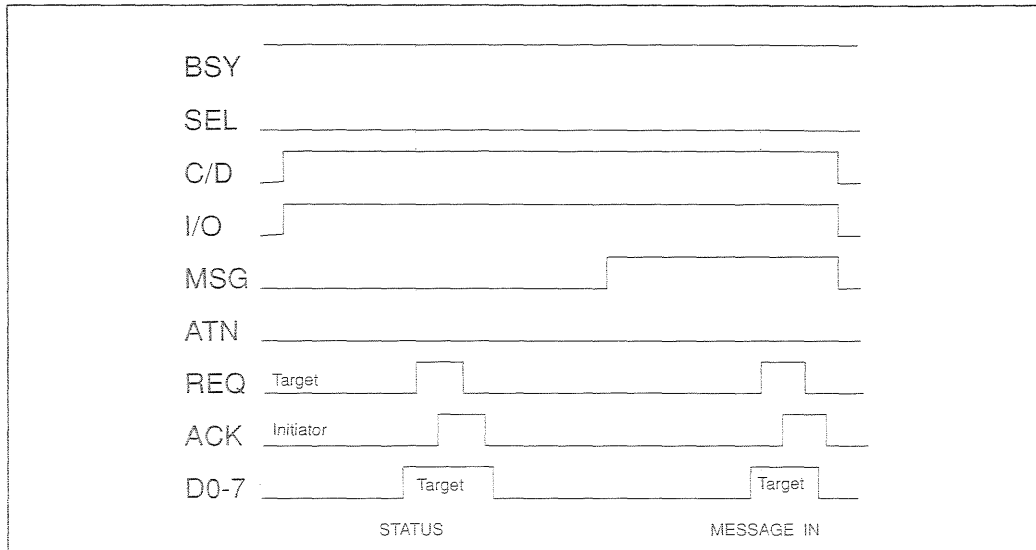 BSY
SEL
C/D
I/O
MSG
ATN
REQ Target
ACK Initiator
D0-7 Target Target
STATUS MESSAGE IN